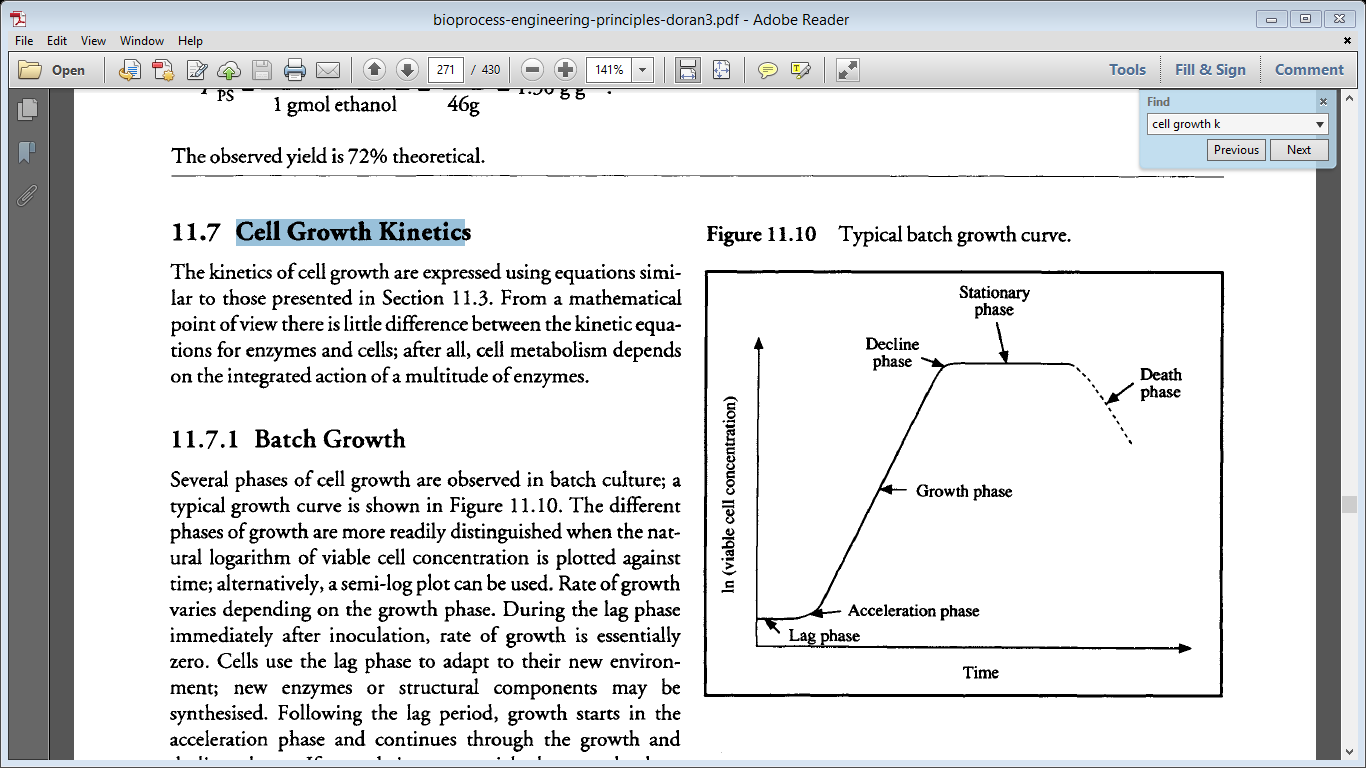 bioprocess-engineering-principles-doran3.pdf - Adobe Reader
File Edit View Window Help
Open 271 / 430 141% Tools Fill & Sign Comment
Find
cell growth k
Previous Next
PS
1 gmol ethanol 46g
The observed yield is 72% theoretical.
11.7 Cell Growth Kinetics
The kinetics of cell growth are expressed using equations simi-
lar to those presented in Section 11.3. From a mathematical
point of view there is little difference between the kinetic equa-
tions for enzymes and cells; after all, cell metabolism depends
on the integrated action of a multitude of enzymes.
11.7.1 Batch Growth
Several phases of cell growth are observed in batch culture; a
typical growth curve is shown in Figure 11.10. The different
phases of growth are more readily distinguished when the nat-
ural logarithm of viable cell concentration is plotted against
time; alternatively, a semi-log plot can be used. Rate of growth
varies depending on the growth phase. During the lag phase
immediately after inoculation, rate of growth is essentially
zero. Cells use the lag phase to adapt to their new environ-
ment; new enzymes or structural components may be
synthesised. Following the lag period, growth starts in the
acceleration phase and continues through the growth and
Figure 11.10 Typical batch growth curve.
Stationary
phase
Decline
phase
Death
phase
Growth phase
Acceleration phase
Lag phase
ln (viable cell concentration)
Time